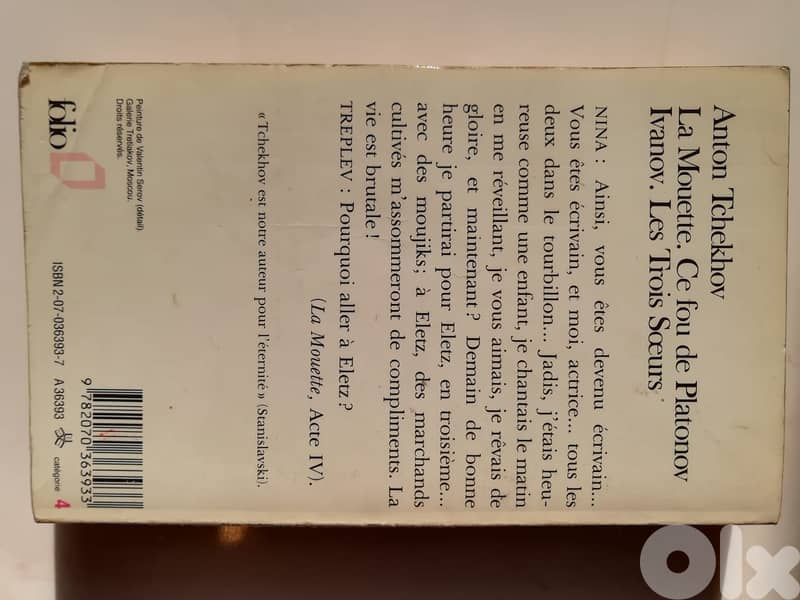 Anton Tchekhov
La Mouette. Ce fou de Platonov
Ivanov. Les Trois Sœurs
NINA : Ainsi, vous êtes devenu écrivain...
Vous êtes écrivain, et moi, actrice... tous les
deux dans le tourbillon... Jadis, j'étais heu-
reuse comme une enfant, je chantais le matin
en me réveillant, je vous aimais, je rêvais de
gloire, et maintenant? Demain de bonne
heure je partirai pour Eletz, en troisième...
avec des moujiks; à Eletz, des marchands
cultivés m'assommeront de compliments. La
vie est brutale!
TREPLEV : Pourquoi aller à Eletz?
(La Mouette, Acte IV).
« Tchekhov est notre auteur pour l'éternité » (Stanislavski).
Peinture de Valentin Serov (détail)
Galerie Tretiakov, Moscou.
Droits réservés.
folio
ISBN 2-07-036393-7 A 36393 catégorie 4
9 782070 363933
olx